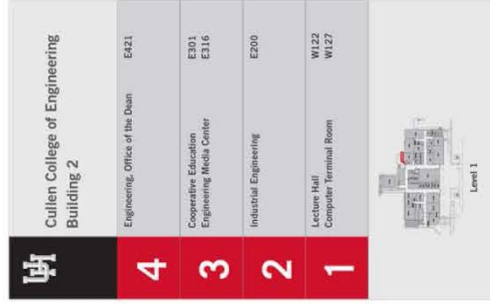 UH
Cullen College of Engineering
Building 2
4
Engineering, Office of the Dean E421
3
Cooperative Education E301
Engineering Media Center E316
2
Industrial Engineering E200
1
Lecture Hall W122
Computer Terminal Room W127
Level 1